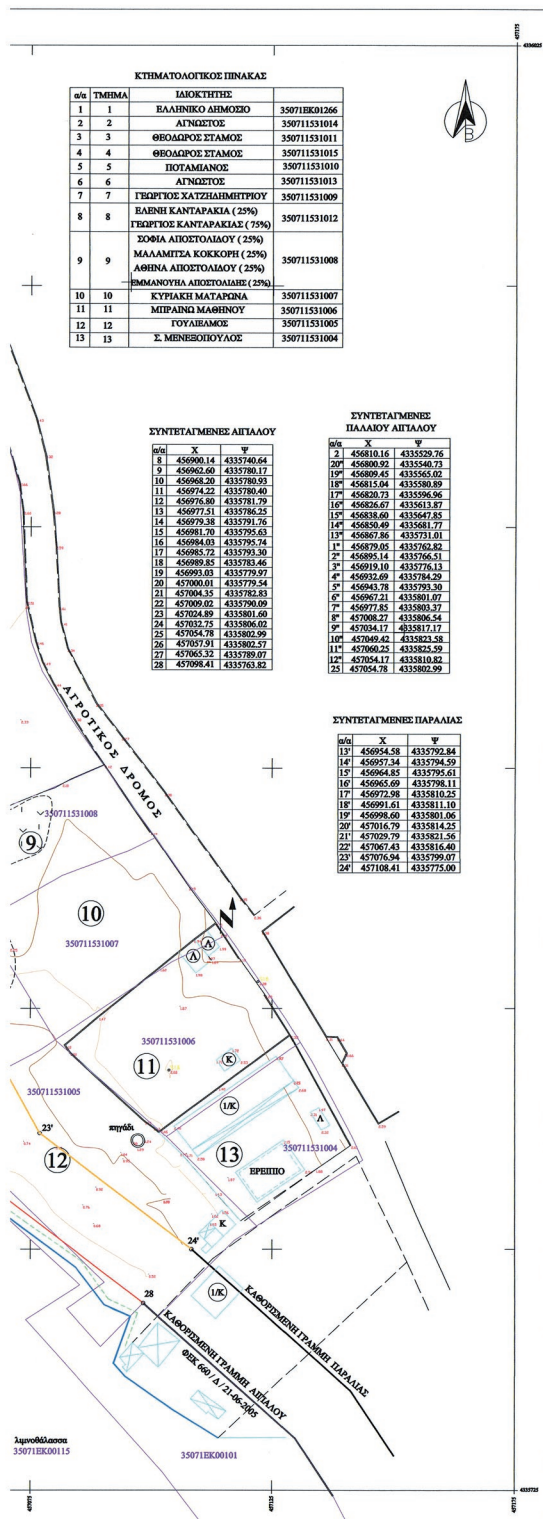 457175
4336025
ΚΤΗΜΑΤΟΛΟΓΙΚΟΣ ΠΙΝΑΚΑΣ
α/α ΤΜΗΜΑ ΙΔΙΟΚΤΗΤΗΣ
1 1 ΕΛΛΗΝΙΚΟ ΔΗΜΟΣΙΟ 35071ΕΚ01266
2 2 ΑΓΝΩΣΤΟΣ 350711531014
3 3 ΘΕΟΔΩΡΟΣ ΣΤΑΜΟΣ 350711531011
4 4 ΘΕΟΔΩΡΟΣ ΣΤΑΜΟΣ 350711531015
5 5 ΠΟΤΑΜΙΑΝΟΣ 350711531010
6 6 ΑΓΝΩΣΤΟΣ 350711531013
7 7 ΓΕΩΡΓΙΟΣ ΧΑΤΖΗΔΗΜΗΤΡΙΟΥ 350711531009
8 8 ΕΛΕΝΗ ΚΑΝΤΑΡΑΚΙΑ ( 25%) 350711531012
ΓΕΩΡΓΙΟΣ ΚΑΝΤΑΡΑΚΙΑΣ ( 75%)
9 9 ΣΟΦΙΑ ΑΠΟΣΤΟΛΙΔΟΥ ( 25%) 350711531008
ΜΑΛΑΜΙΤΣΑ ΚΟΚΚΟΡΗ ( 25%)
ΑΘΗΝΑ ΑΠΟΣΤΟΛΙΔΟΥ ( 25%)
ΕΜΜΑΝΟΥΗΛ ΑΠΟΣΤΟΛΙΔΗΣ ( 25%)
10 10 ΚΥΡΙΑΚΗ ΜΑΤΑΡΩΝΑ 350711531007
11 11 ΜΠΡΑΙΝΩ ΜΑΘΗΝΟΥ 350711531006
12 12 ΓΟΥΛΙΕΛΜΟΣ 350711531005
13 13 Σ. ΜΕΝΕΞΟΠΟΥΛΟΣ 350711531004
ΣΥΝΤΕΤΑΓΜΕΝΕΣ ΑΙΓΙΑΛΟΥ
α/α Χ Ψ
8 456900.14 4335740.64
9 456962.60 4335780.17
10 456968.20 4335780.93
11 456974.22 4335780.40
12 456976.80 4335781.79
13 456977.51 4335786.25
14 456979.38 4335791.76
15 456981.70 4335795.63
16 456984.03 4335795.74
17 456985.72 4335793.30
18 456989.85 4335783.46
19 456993.03 4335779.97
20 457000.01 4335779.54
21 457004.35 4335782.83
22 457009.02 4335790.09
23 457024.89 4335801.60
24 457032.75 4335806.02
25 457054.78 4335802.99
26 457057.91 4335802.57
27 457065.32 4335789.07
28 457098.41 4335763.82
ΣΥΝΤΕΤΑΓΜΕΝΕΣ
ΠΑΛΑΙΟΥ ΑΙΓΙΑΛΟΥ
α/α Χ Ψ
2 456810.16 4335529.76
20" 456800.92 4335540.73
19" 456809.45 4335565.02
18" 456815.04 4335580.89
17" 456820.73 4335596.96
16" 456826.67 4335613.87
15" 456838.60 4335647.85
14" 456850.49 4335681.77
13" 456867.86 4335731.01
1" 456879.05 4335762.82
2" 456895.14 4335766.51
3" 456919.10 4335776.13
4" 456932.69 4335784.29
5" 456943.78 4335793.30
6" 456967.21 4335801.07
7" 456977.85 4335803.37
8" 457008.27 4335806.54
9" 457034.17 4335817.17
10" 457049.42 4335823.58
11" 457060.25 4335825.59
12" 457054.17 4335810.82
25 457054.78 4335802.99
ΣΥΝΤΕΤΑΓΜΕΝΕΣ ΠΑΡΑΛΙΑΣ
α/α Χ Ψ
13' 456954.58 4335792.84
14' 456957.34 4335794.59
15' 456964.85 4335795.61
16' 456965.69 4335798.11
17' 456972.98 4335810.25
18' 456991.61 4335811.10
19' 456998.60 4335801.06
20' 457016.79 4335814.25
21' 457029.79 4335821.56
22' 457067.43 4335816.40
23' 457076.94 4335799.07
24' 457108.41 4335775.00
ΑΓΡΟΤΙΚΟΣ ΔΡΟΜΟΣ
350711531008
9
10
350711531007
Λ
Λ
350711531006
11
Κ
350711531005
1/Κ
Λ
23'
πηγάδι
12
13
350711531004
ΕΡΕΙΠΙΟ
Κ
24'
1/Κ
28
ΚΑΘΟΡΙΣΜΕΝΗ ΓΡΑΜΜΗ ΠΑΡΑΛΙΑΣ
ΚΑΘΟΡΙΣΜΕΝΗ ΓΡΑΜΜΗ ΑΙΓΙΑΛΟΥ
ΦΕΚ 660 / Δ / 21-06-2005
λιμνοθάλασσα
35071ΕΚ00115
35071ΕΚ00101
4335725
457075
457125
457175